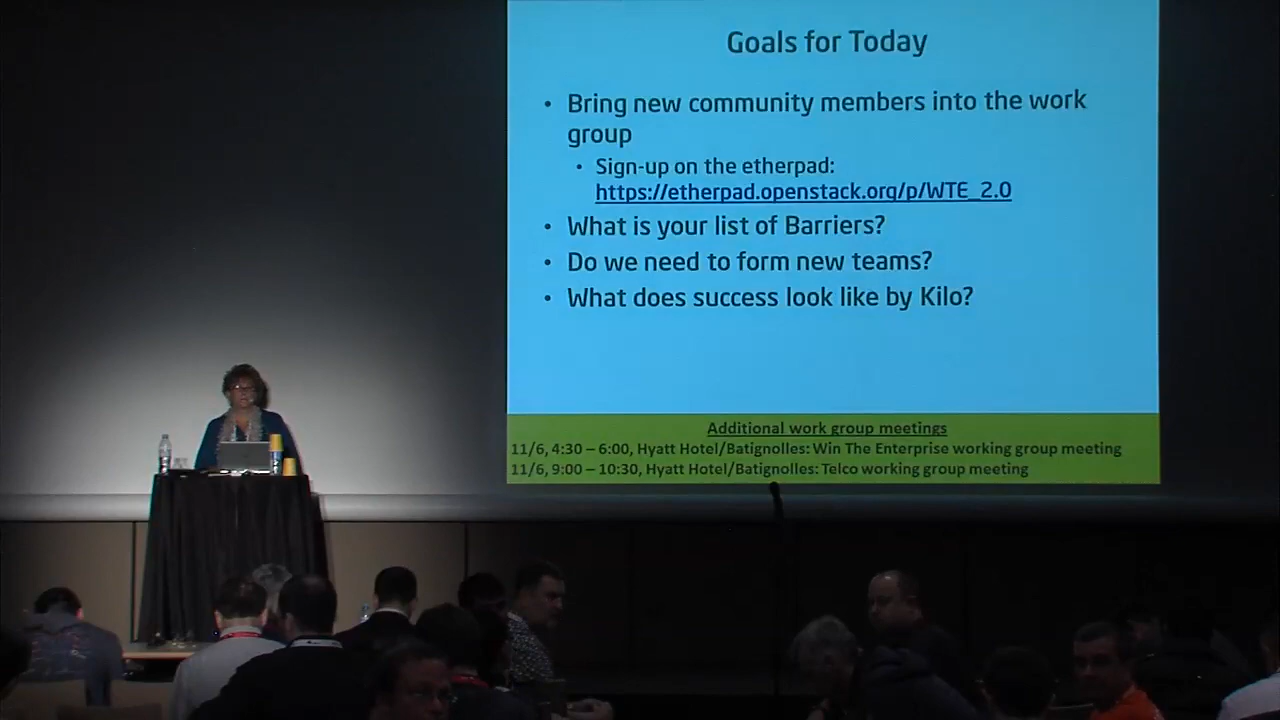 Goals for Today
• Bring new community members into the work
group
• Sign-up on the etherpad:
https://etherpad.openstack.org/p/WTE_2.0
• What is your list of Barriers?
• Do we need to form new teams?
• What does success look like by Kilo?
Additional work group meetings
11/6, 4:30 – 6:00, Hyatt Hotel/Batignolles: Win The Enterprise working group meeting
11/6, 9:00 – 10:30, Hyatt Hotel/Batignolles: Telco working group meeting